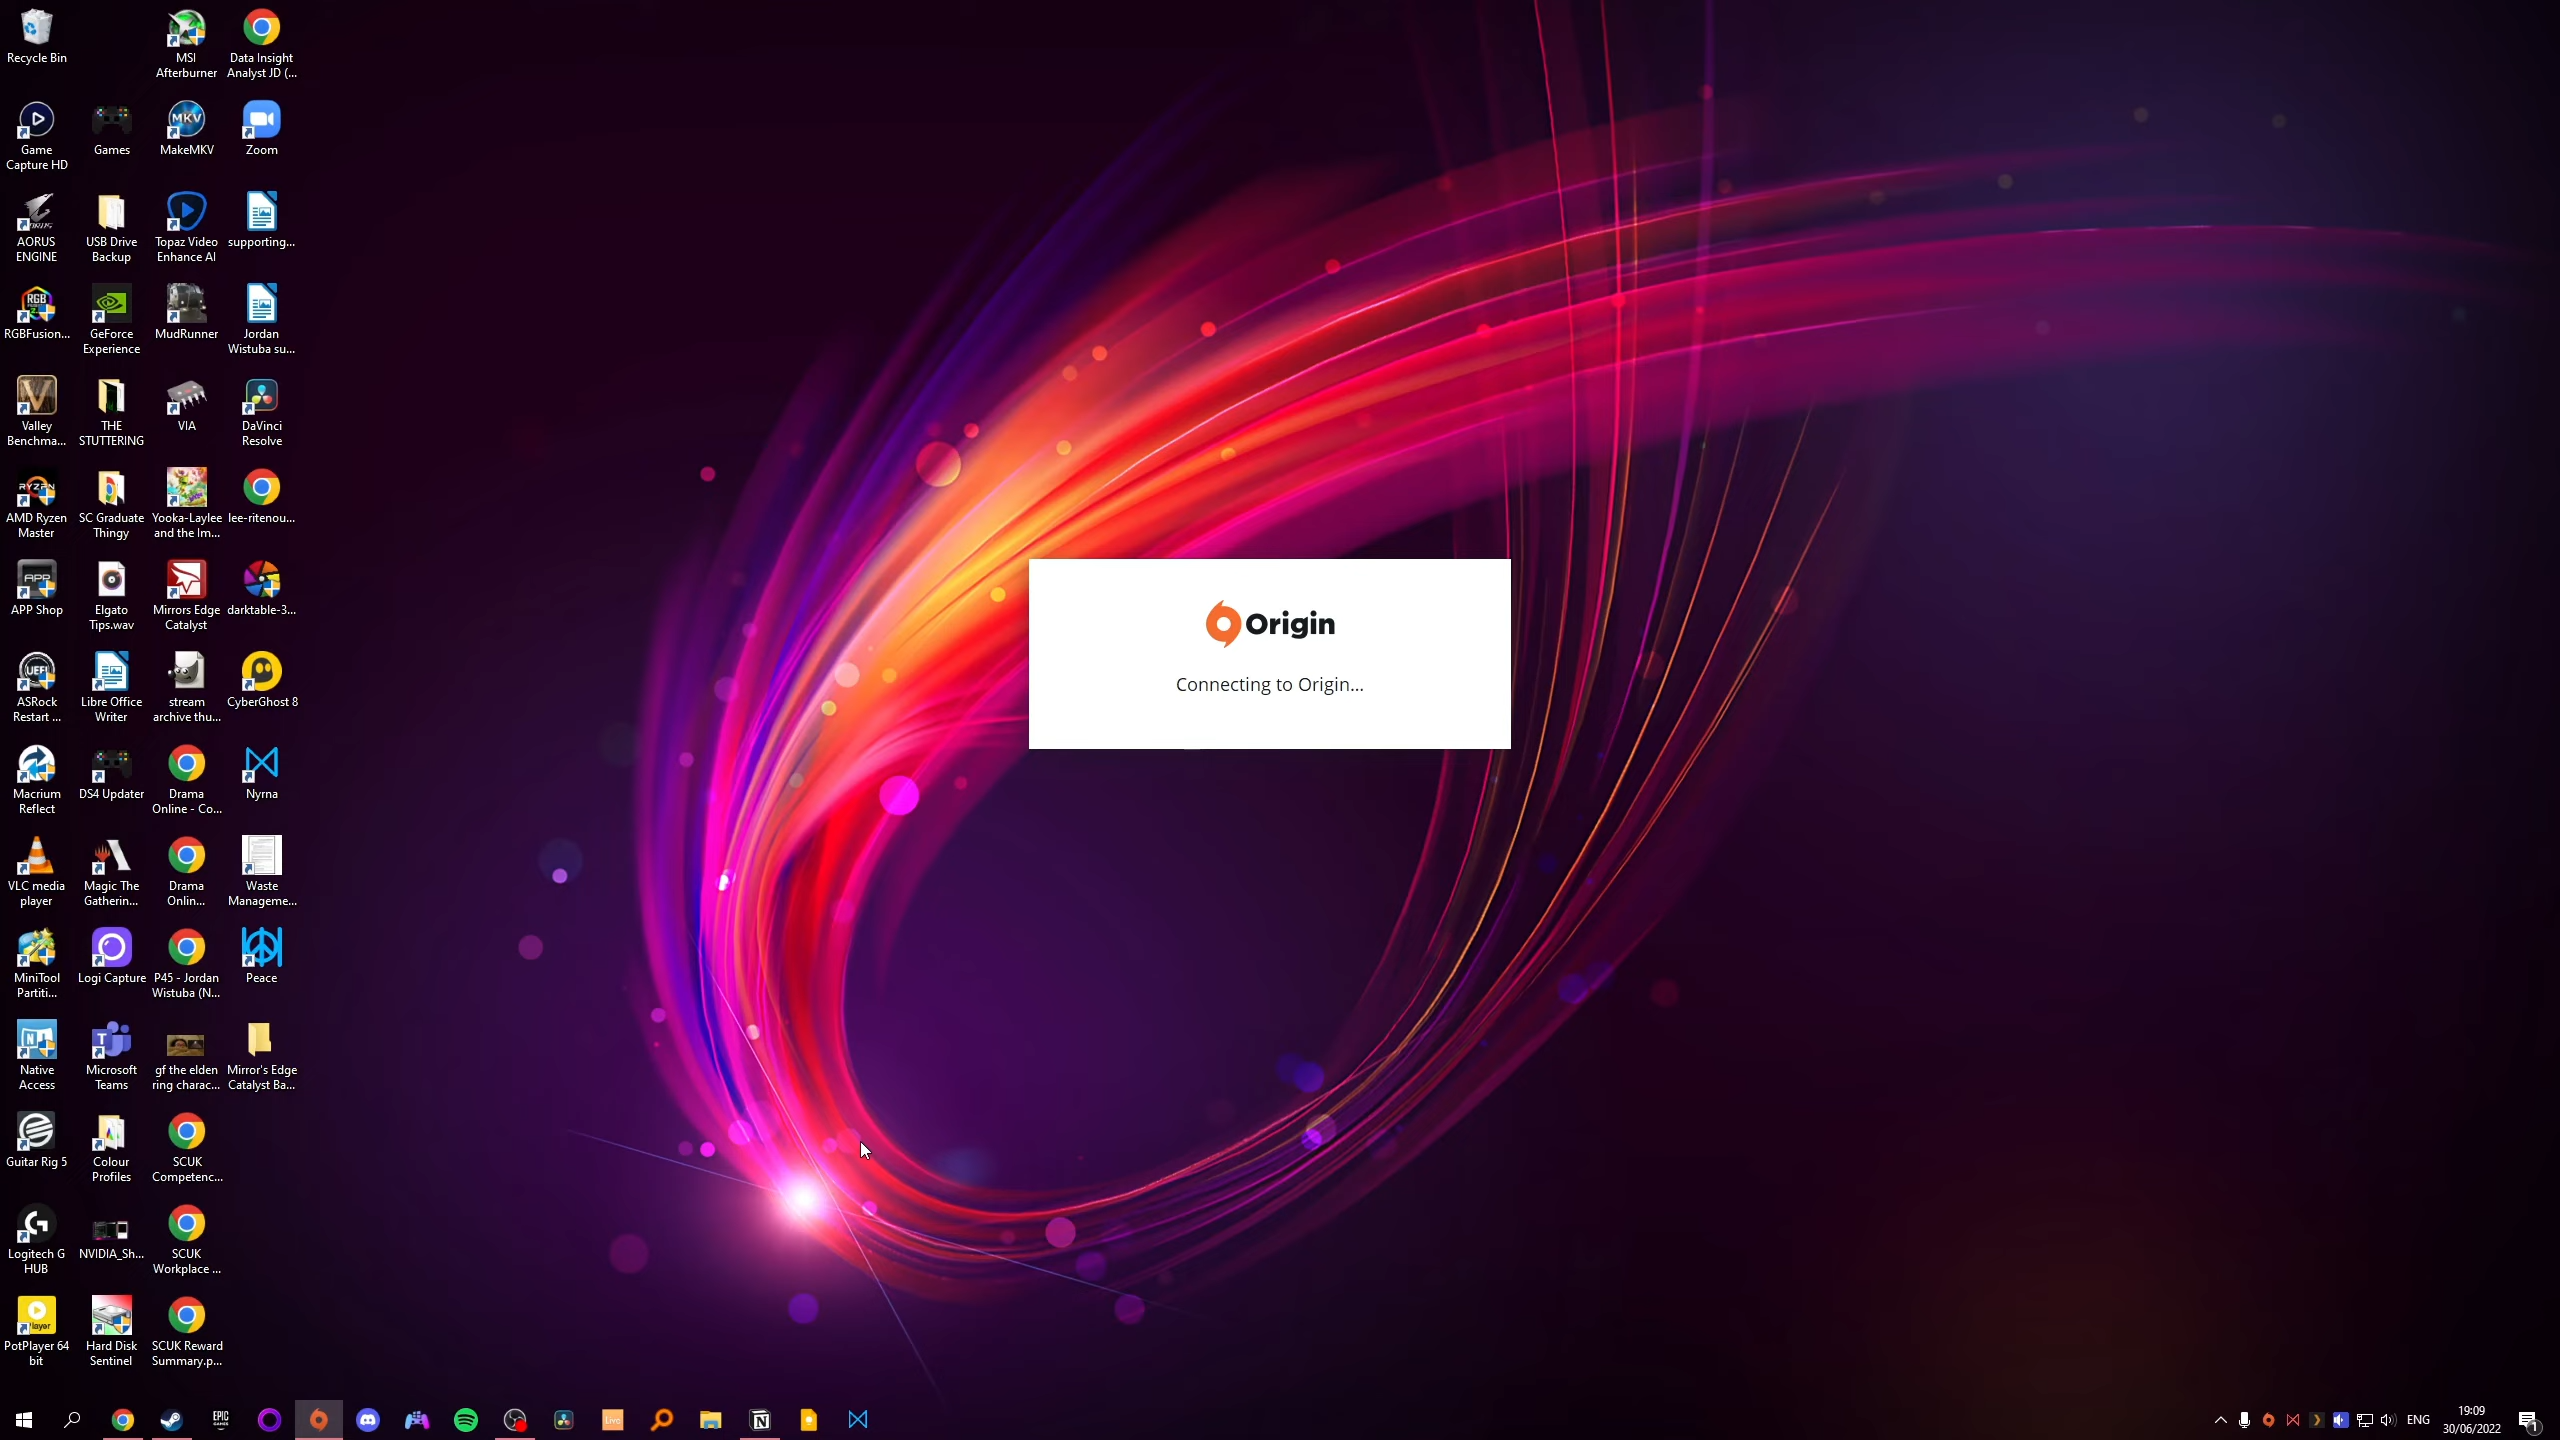 Recycle Bin
MSI
Afterburner
Data Insight
Analyst JD (...
Game
Capture HD
Games
MakeMKV
Zoom
AORUS
ENGINE
USB Drive
Backup
Topaz Video
Enhance AI
supporting...
RGBFusion...
GeForce
Experience
MudRunner
Jordan
Wistuba su...
Valley
Benchma...
THE
STUTTERING
VIA
DaVinci
Resolve
AMD Ryzen
Master
SC Graduate
Thingy
Yooka-Laylee
and the Im...
lee-ritenou...
APP Shop
Elgato
Tips.wav
Mirrors Edge
Catalyst
darktable-3...
ASRock
Restart ...
Libre Office
Writer
stream
archive thu...
CyberGhost 8
Macrium
Reflect
DS4 Updater
Drama
Online - Co...
Nyrna
VLC media
player
Magic The
Gatherin...
Drama
Onlin...
Waste
Manageme...
MiniTool
Partiti...
Logi Capture
P45 - Jordan
Wistuba (N...
Peace
Native
Access
Microsoft
Teams
gf the elden
ring charac...
Mirror's Edge
Catalyst Ba...
Guitar Rig 5
Colour
Profiles
SCUK
Competenc...
Logitech G
HUB
NVIDIA_Sh...
SCUK
Workplace ...
PotPlayer 64
bit
Hard Disk
Sentinel
SCUK Reward
Summary.p...
Origin
Connecting to Origin...
EPIC
GAMES
Live
ENG
19:09
30/06/2022
1